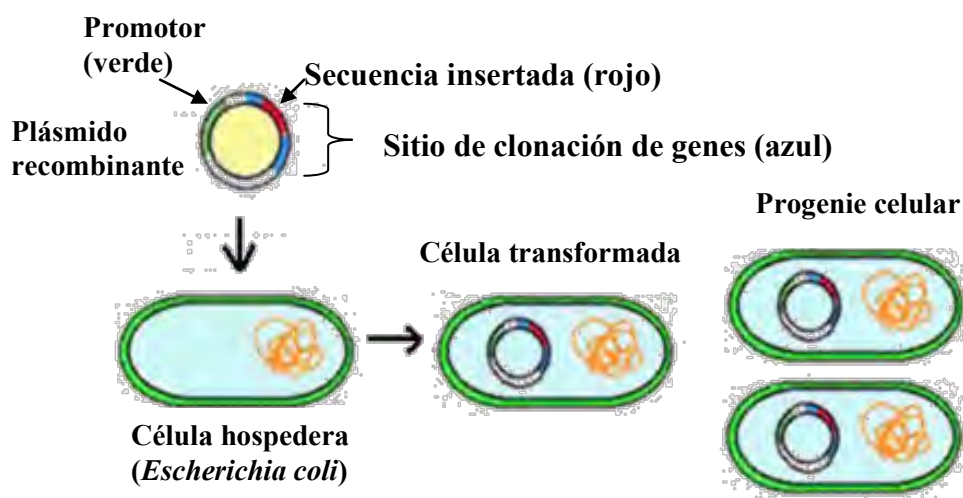 Promotor
(verde)
Secuencia insertada (rojo)
Plásmido
recombinante
Sitio de clonación de genes (azul)
Progenie celular
Célula transformada
Célula hospedera
(Escherichia coli)